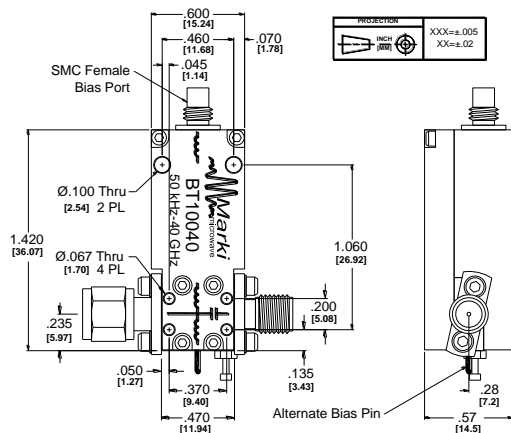 .600
[15.24]
.460
[11.68]
.070
[1.78]
.045
[1.14]
PROJECTION
INCH
[MM]
XXX=±.005
XX=±.02
SMC Female
Bias Port
Ø.100 Thru
[2.54] 2 PL
1.420
[36.07]
Ø.067 Thru
[1.70] 4 PL
BT10040
50 kHz-40 GHz
Marki
microwave
1.060
[26.92]
.200
[5.08]
.235
[5.97]
.050
[1.27]
.135
[3.43]
.370
[9.40]
.470
[11.94]
Alternate Bias Pin
.28
[7.2]
.57
[14.5]